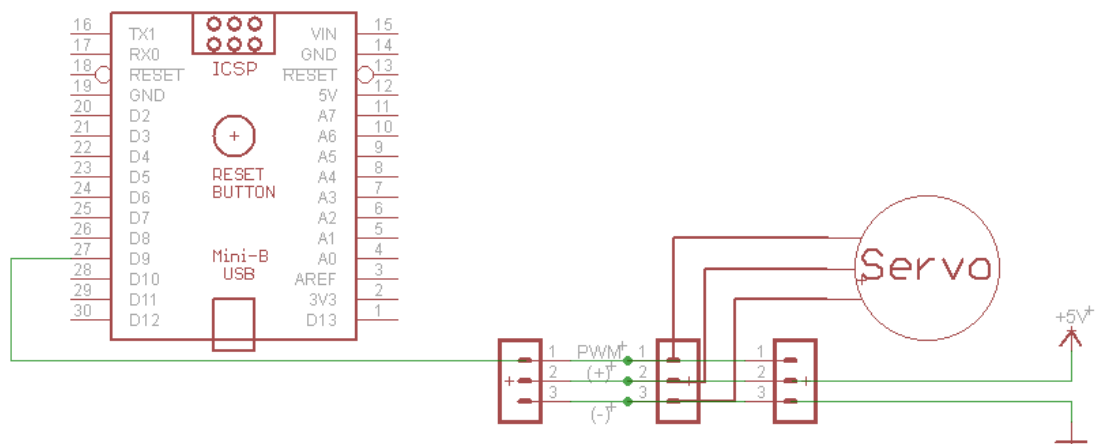 16 TX1 VIN 15
17 RX0 GND 14
18 RESET ICSP RESET 13
19 GND 5V 12
20 D2 A7 11
21 D3 A6 10
22 D4 A5 9
23 D5 RESET A4 8
24 D6 BUTTON A3 7
25 D7 A2 6
26 D8 A1 5
27 D9 Mini-B A0 4
28 D10 USB AREF 3
29 D11 3V3 2
30 D12 D13 1
Servo
+
+5V
1 PWM 1 1
2 (+) 2 2
3 (-) 3 3